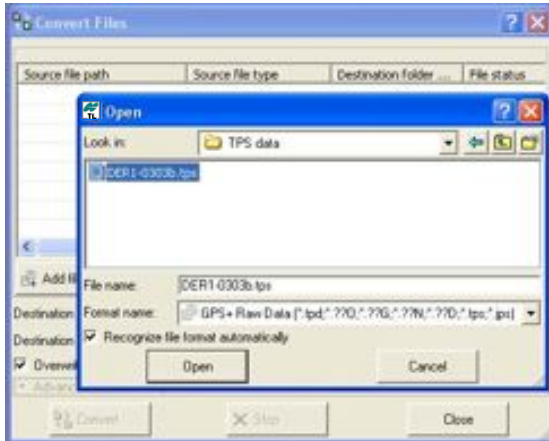 Convert Files
Source file path Source file type Destination folder ... File status
Open
Look in: TPS data
DER1-0303b.tps
Add fil
File name: DER1-0303b.tps
Destination Format name: GPS+ Raw Data (*.tpd;*.??O;*.??G;*.??N;*.??D;*.tps;*.jps)
Destination Recognize file format automatically
Overwri Open Cancel
Advanc
Convert Stop Close